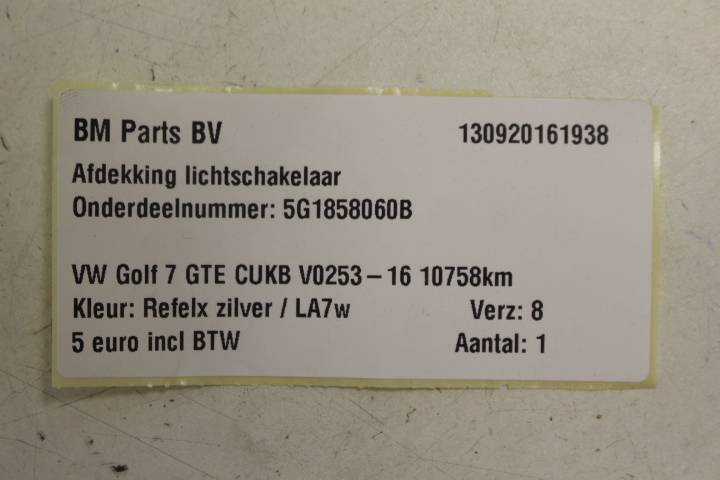 BM Parts BV 130920161938
Afdekking lichtschakelaar
Onderdeelnummer: 5G1858060B
VW Golf 7 GTE CUKB V0253-16 10758km
Kleur: Refelx zilver / LA7w Verz: 8
5 euro incl BTW Aantal: 1